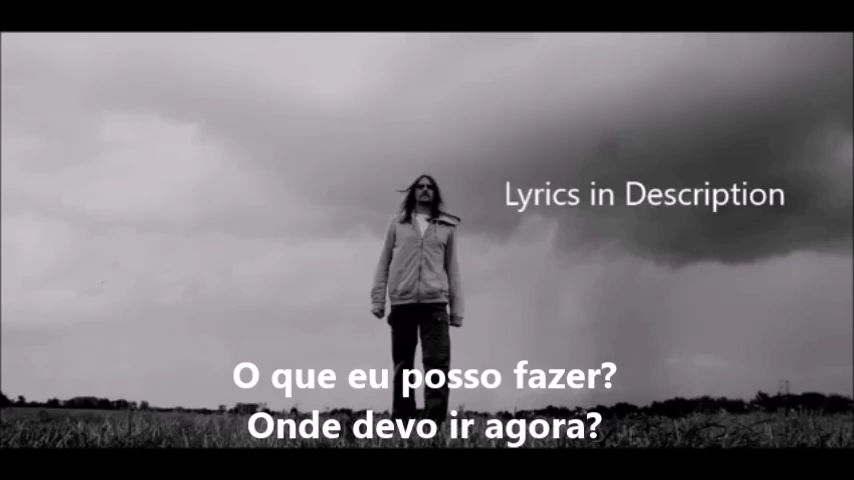 Lyrics in Description
O que eu posso fazer?
Onde devo ir agora?